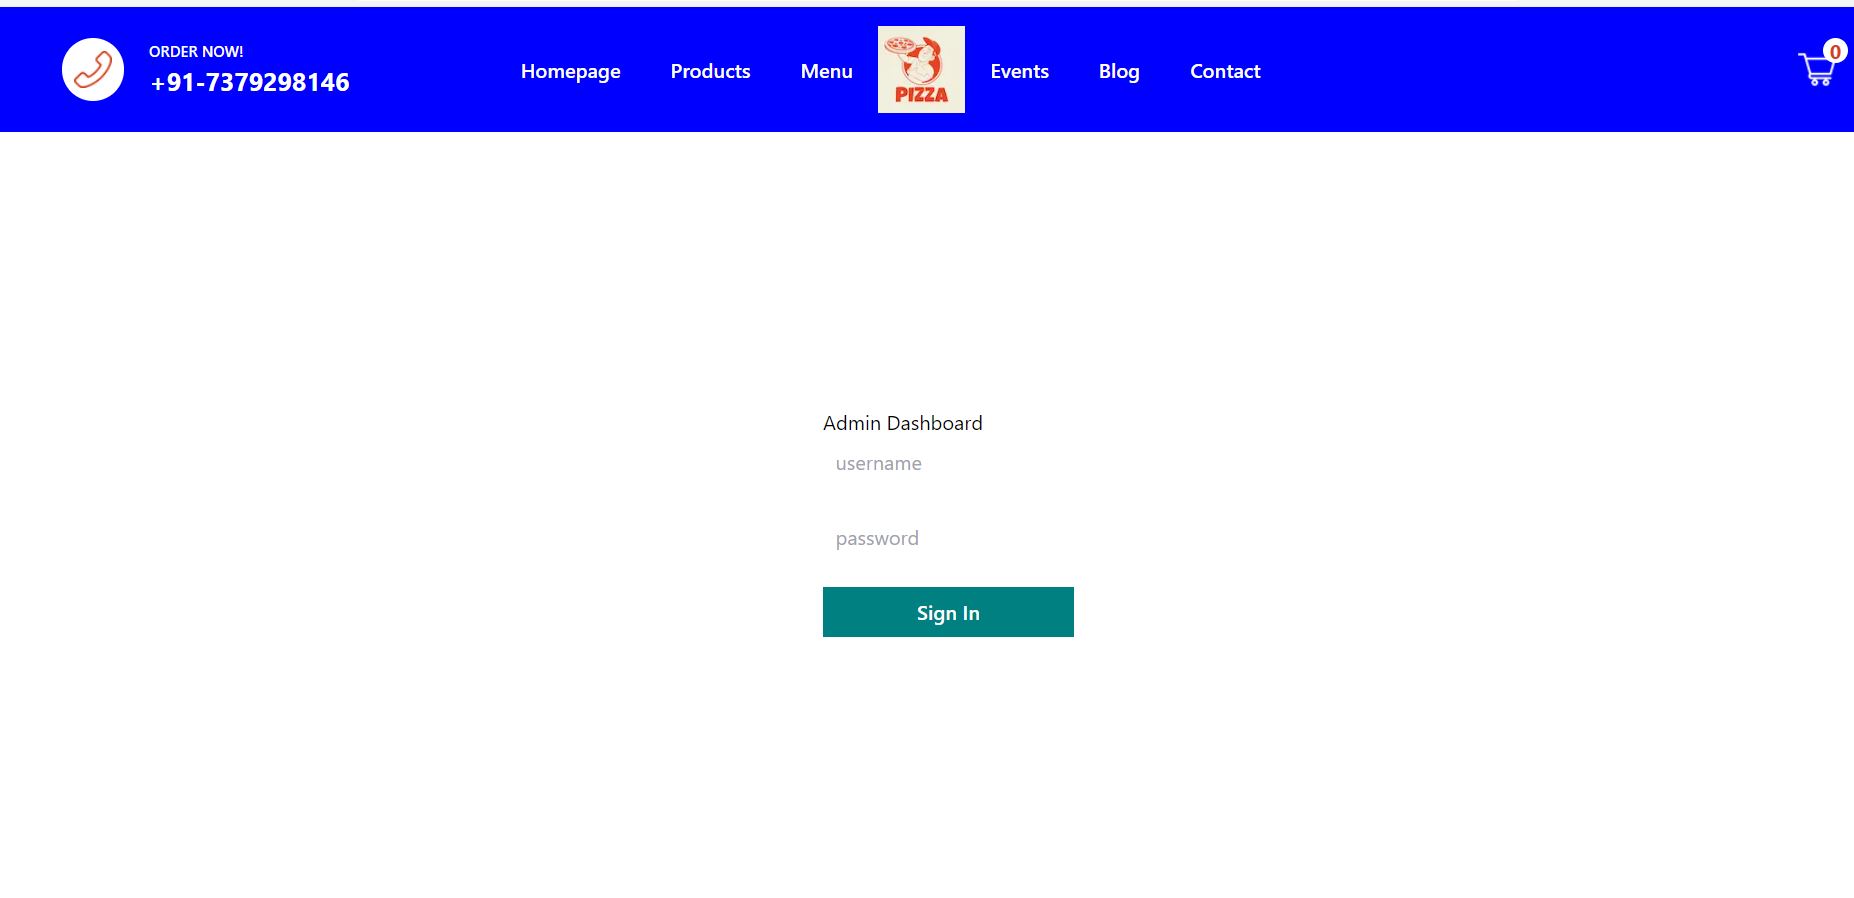 ORDER NOW!
+91-7379298146
Homepage
Products
Menu
PIZZA
Events
Blog
Contact
0
Admin Dashboard
username
password
Sign In